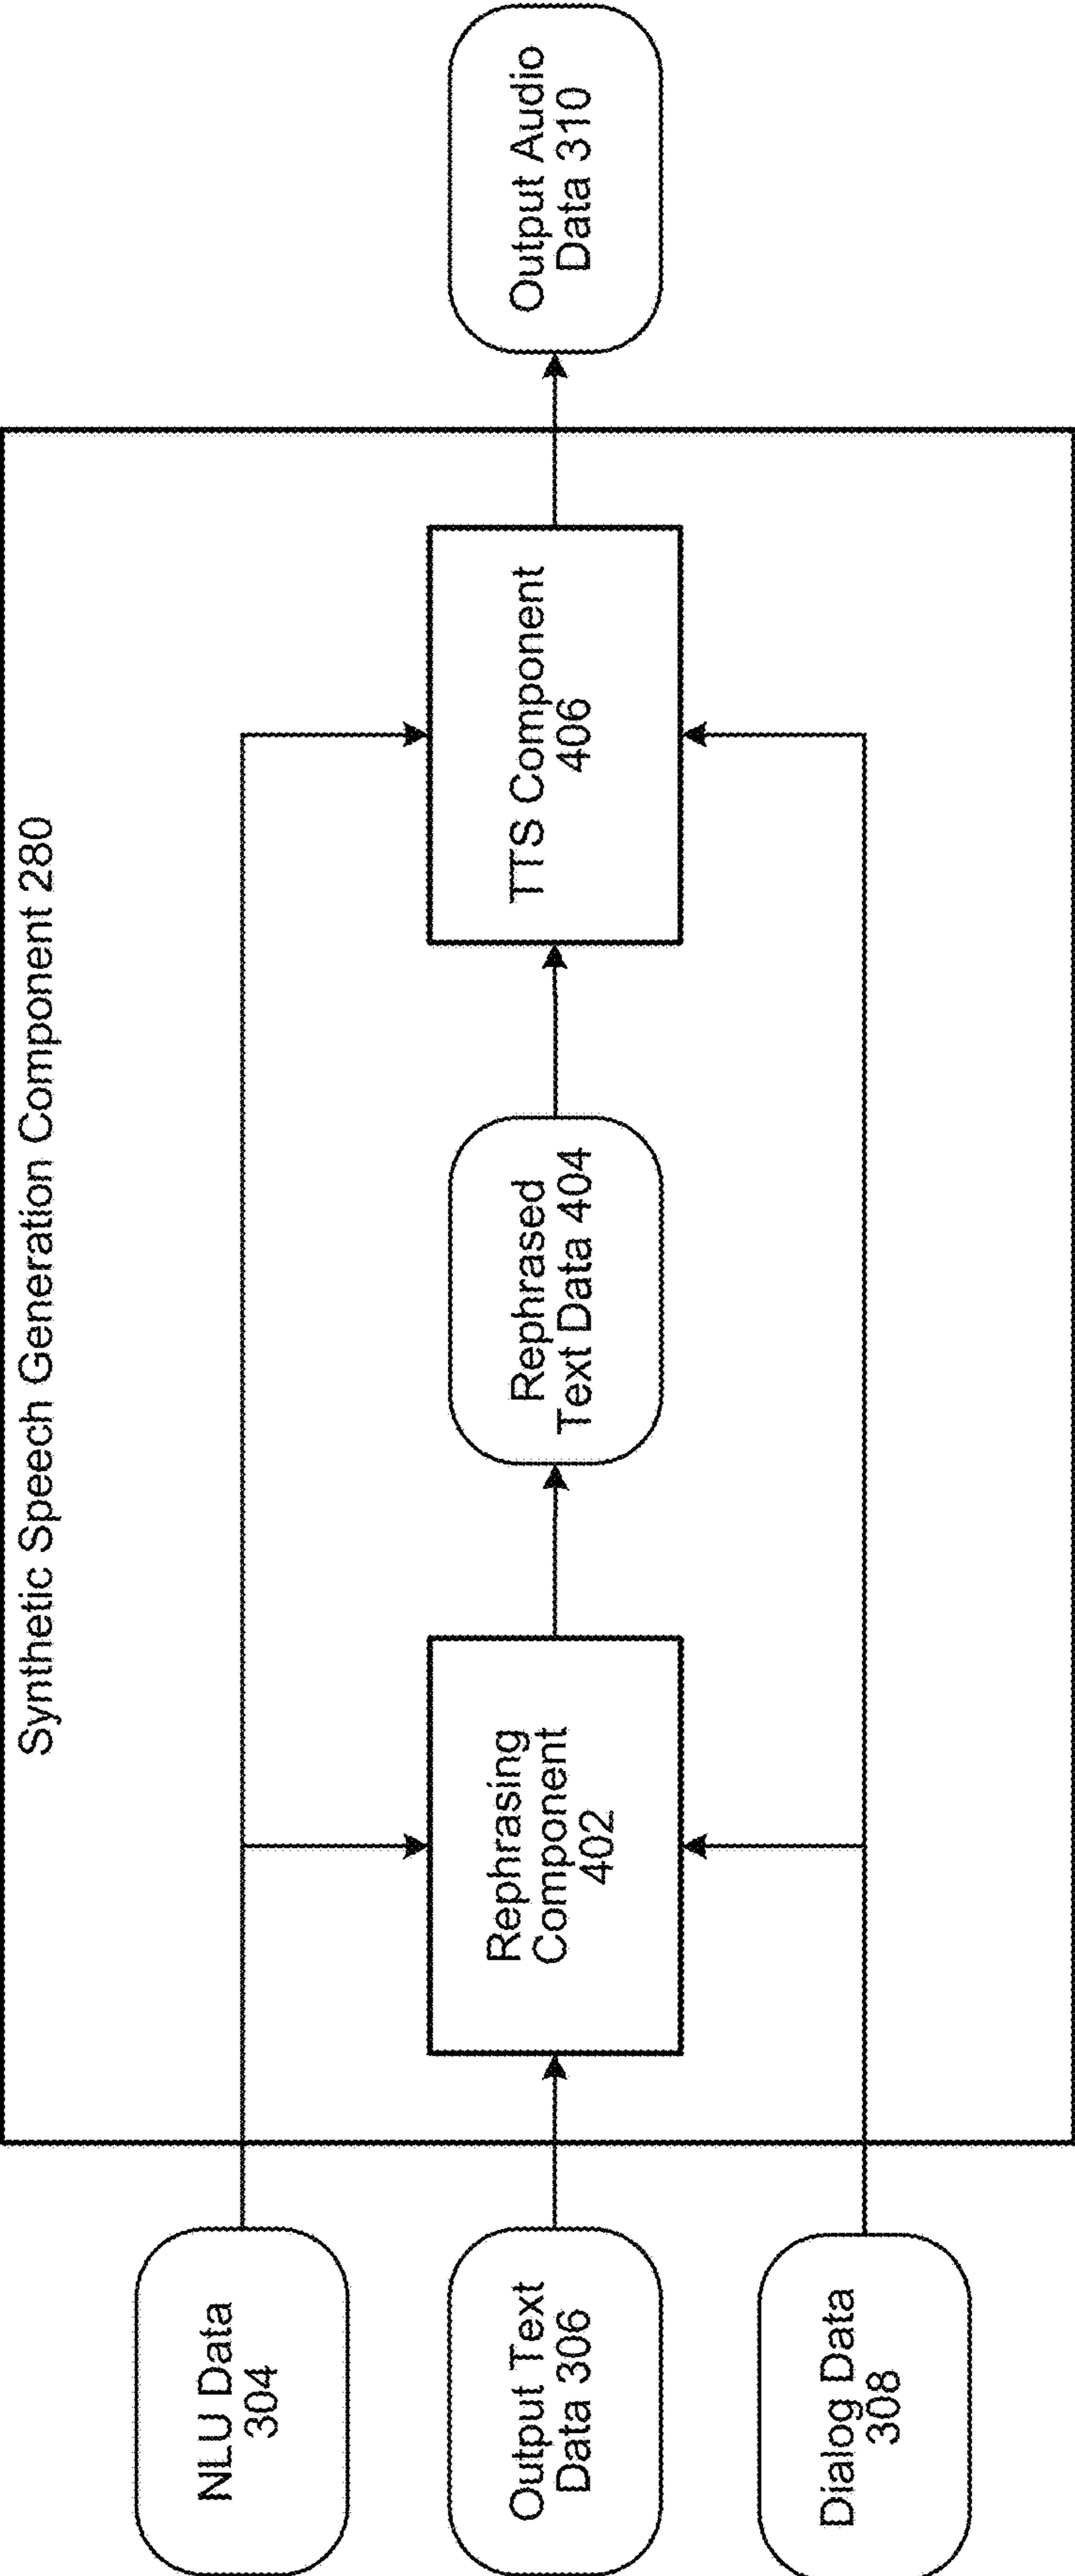 Synthetic Speech Generation Component 280
NLU Data
304
Output Text
Data 306
Dialog Data
308
Rephrasing
Component
402
Rephrased
Text Data 404
TTS Component
406
Output Audio
Data 310